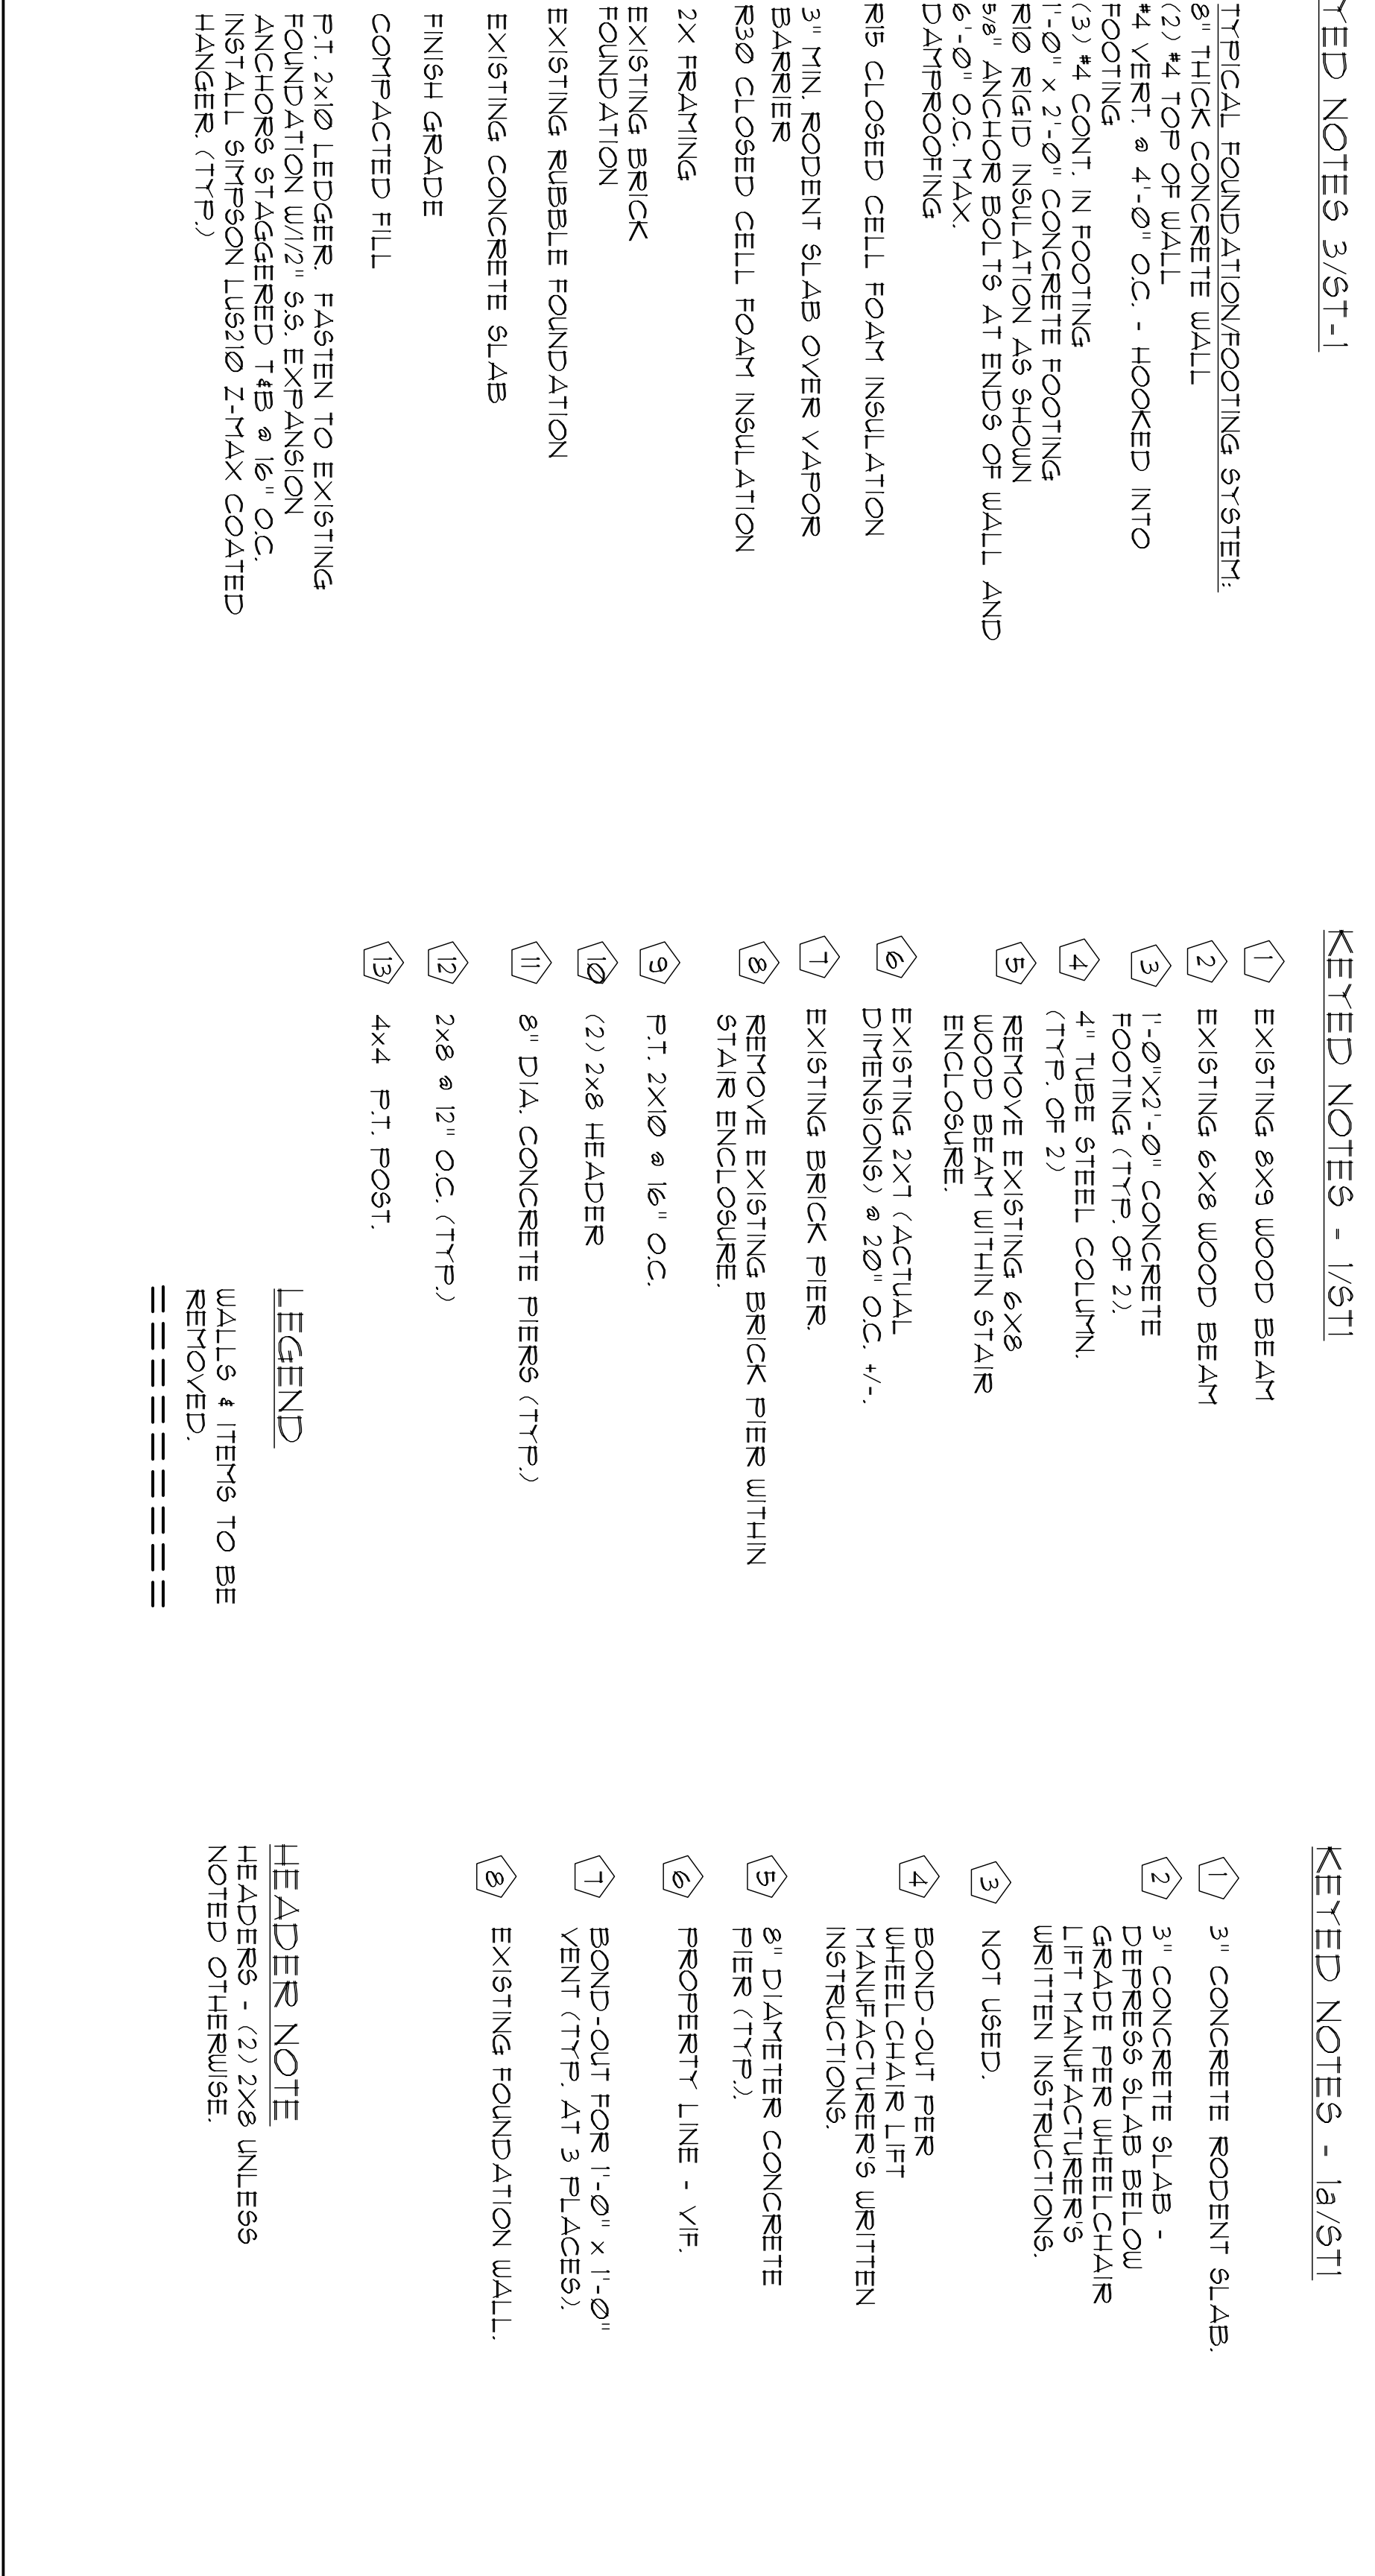 YED NOTES 3/ST-1
TYPICAL FOUNDATION/FOOTING SYSTEM:
8" THICK CONCRETE WALL
(2) #4 TOP OF WALL
#4 VERT. @ 4'-0" O.C. - HOOKED INTO
FOOTING
(3) #4 CONT. IN FOOTING
1'-0" x 2'-0" CONCRETE FOOTING
R10 RIGID INSULATION AS SHOWN
5/8" ANCHOR BOLTS AT ENDS OF WALL AND
6'-0" O.C. MAX.
DAMPROOFING
R15 CLOSED CELL FOAM INSULATION
3" MIN. RODENT SLAB OVER VAPOR
BARRIER
R30 CLOSED CELL FOAM INSULATION
2X FRAMING
EXISTING BRICK
FOUNDATION
EXISTING RUBBLE FOUNDATION
EXISTING CONCRETE SLAB
FINISH GRADE
COMPACTED FILL
P.T. 2x10 LEDGER. FASTEN TO EXISTING
FOUNDATION W/1/2" S.S. EXPANSION
ANCHORS STAGGERED T&B @ 16" O.C.
INSTALL SIMPSON LUS210 Z-MAX COATED
HANGER. (TYP.)
KEYED NOTES - 1/ST1
1 EXISTING 8X9 WOOD BEAM
2 EXISTING 6X8 WOOD BEAM
3 1'-0"X2'-0" CONCRETE
FOOTING (TYP. OF 2).
4 4" TUBE STEEL COLUMN.
(TYP. OF 2)
5 REMOVE EXISTING 6X8
WOOD BEAM WITHIN STAIR
ENCLOSURE.
6 EXISTING 2X7 (ACTUAL
DIMENSIONS) @ 20" O.C. +/-.
7 EXISTING BRICK PIER.
8 REMOVE EXISTING BRICK PIER WITHIN
STAIR ENCLOSURE.
9 P.T. 2X10 @ 16" O.C.
10 (2) 2x8 HEADER
11 8" DIA. CONCRETE PIERS (TYP.)
12 2x8 @ 12" O.C. (TYP.)
13 4x4 P.T. POST.
LEGEND
WALLS & ITEMS TO BE
REMOVED.
KEYED NOTES - 1a/ST1
1 3" CONCRETE RODENT SLAB.
2 3" CONCRETE SLAB -
DEPRESS SLAB BELOW
GRADE PER WHEELCHAIR
LIFT MANUFACTURER'S
WRITTEN INSTRUCTIONS.
3 NOT USED.
4 BOND-OUT PER
WHEELCHAIR LIFT
MANUFACTURER'S WRITTEN
INSTRUCTIONS.
5 8" DIAMETER CONCRETE
PIER (TYP.).
6 PROPERTY LINE - VIF.
7 BOND-OUT FOR 1'-0" x 1'-0"
VENT (TYP. AT 3 PLACES).
8 EXISTING FOUNDATION WALL.
HEADER NOTE
HEADERS - (2) 2X8 UNLESS
NOTED OTHERWISE.